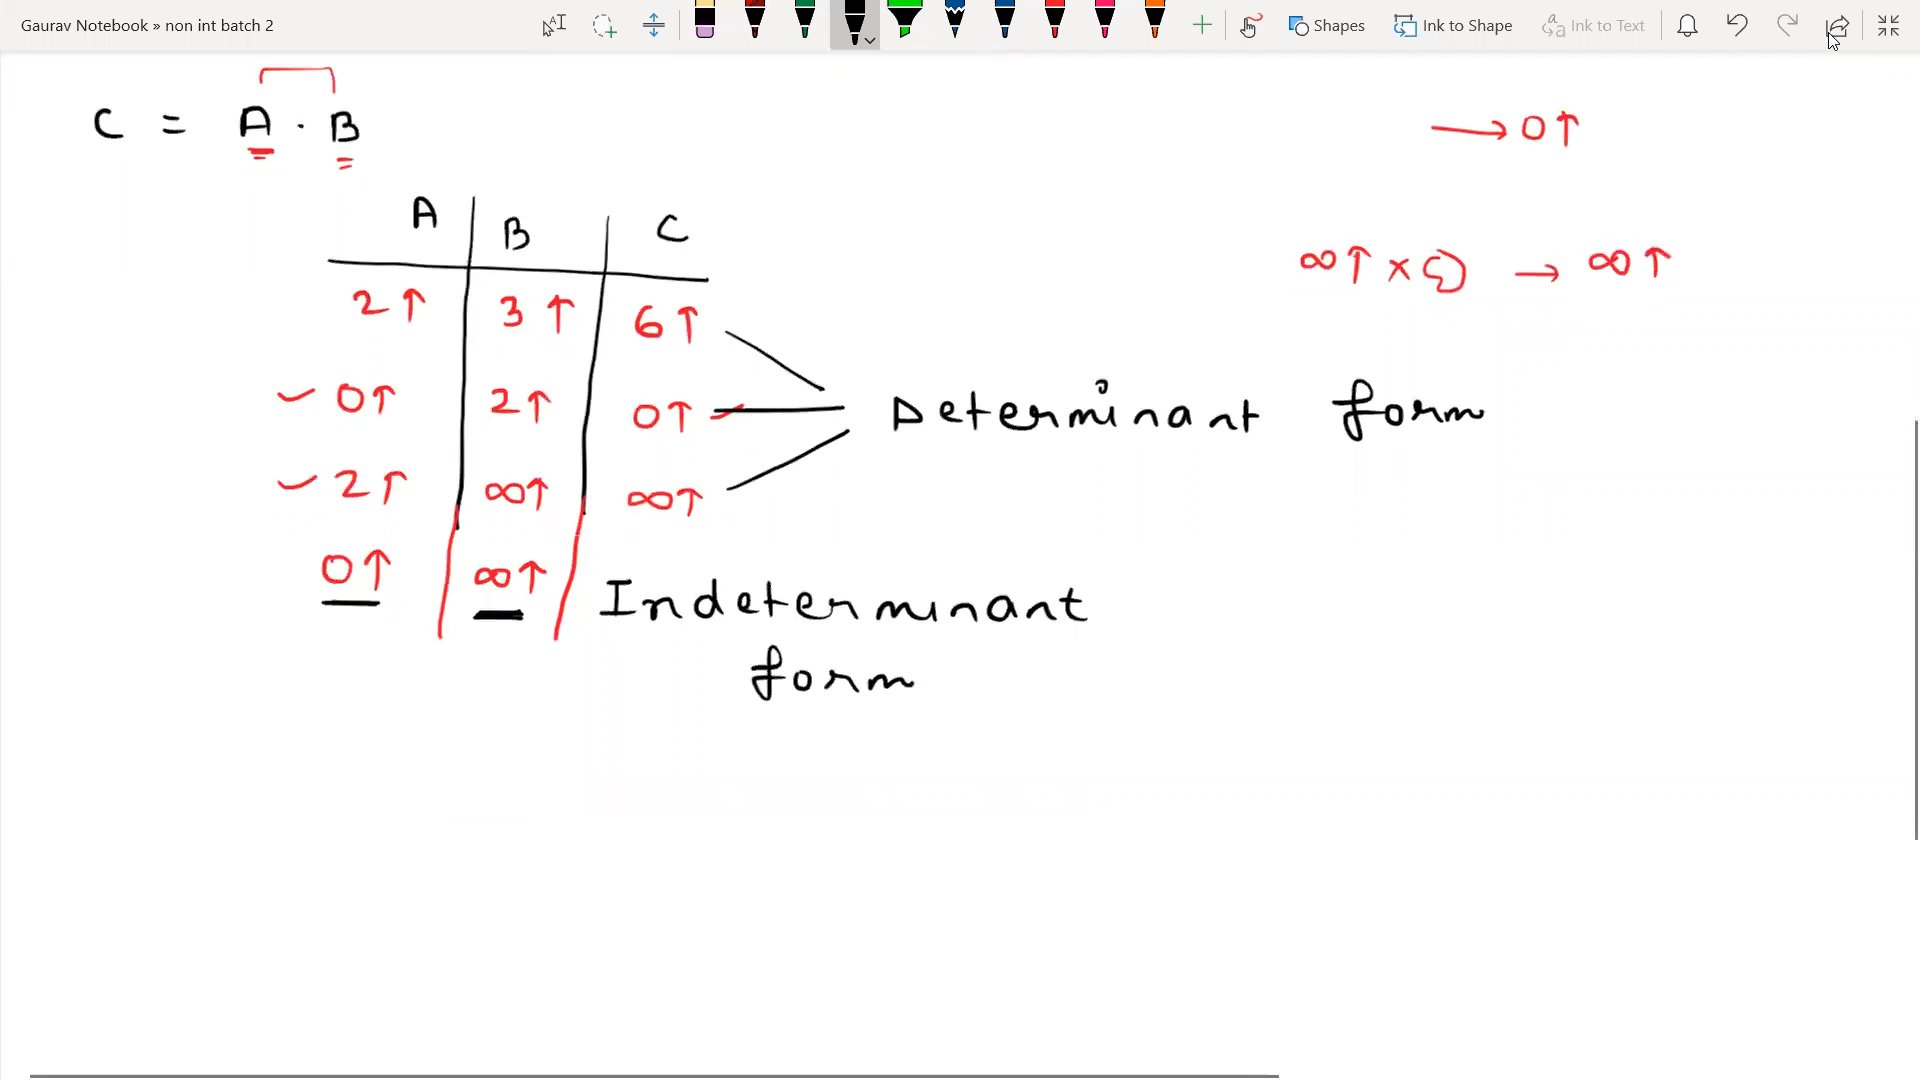 Gaurav Notebook » non int batch 2
Shapes
Ink to Shape
Ink to Text
C = A · B
→ 0↑
A B C
∞↑ × → ∞↑
2↑ 3↑ 6↑
0↑ 2↑ 0↑ Determinant form
2↑ ∞↑ ∞↑
0↑ ∞↑ Indeterminant
form